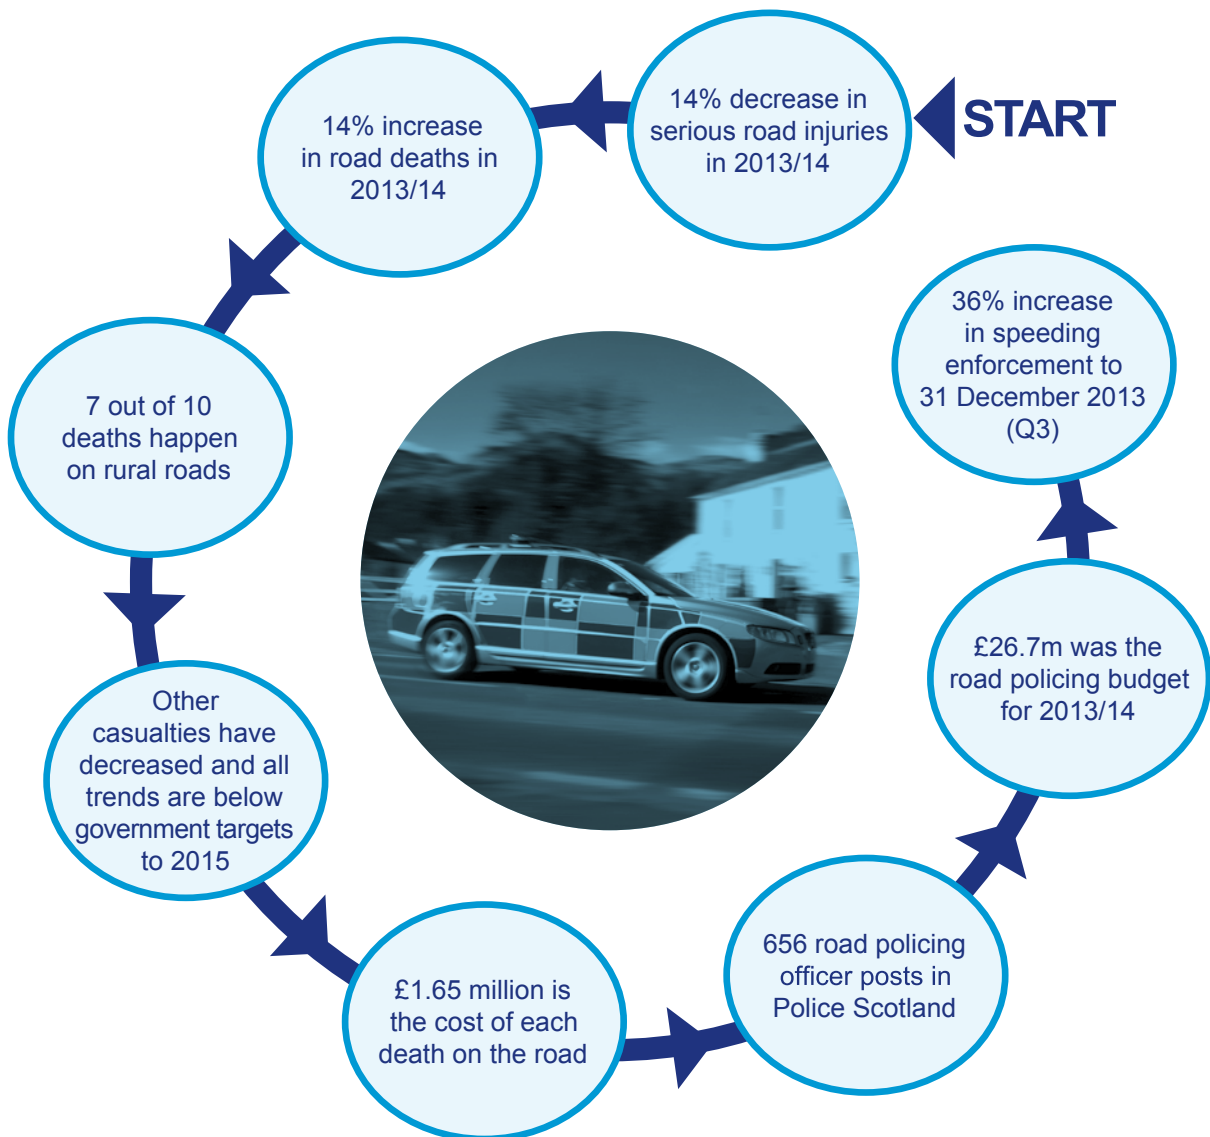 START
14% decrease in
serious road injuries
in 2013/14
14% increase
in road deaths in
2013/14
7 out of 10
deaths happen
on rural roads
Other
casualties have
decreased and all
trends are below
government targets
to 2015
£1.65 million is
the cost of each
death on the road
656 road policing
officer posts in
Police Scotland
£26.7m was the
road policing budget
for 2013/14
36% increase
in speeding
enforcement to
31 December 2013
(Q3)